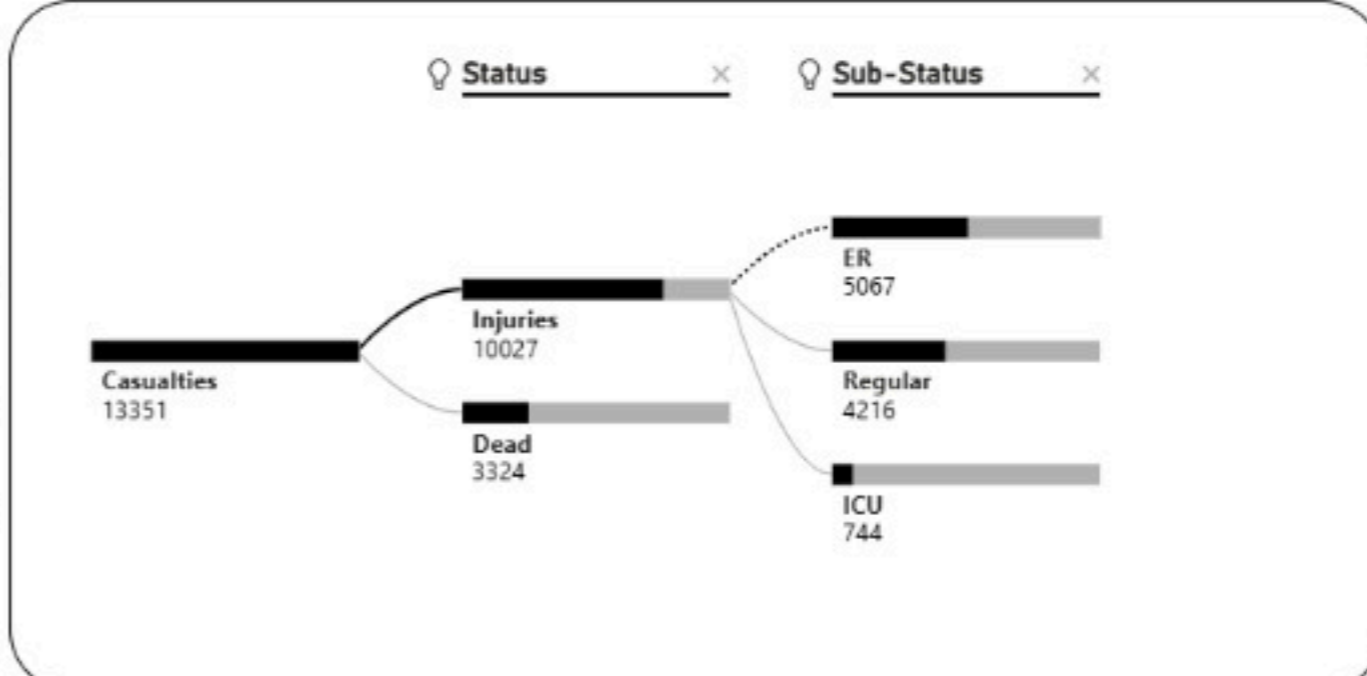 Status
Sub-Status
ER
5067
Injuries
10027
Casualties
13351
Regular
4216
Dead
3324
ICU
744